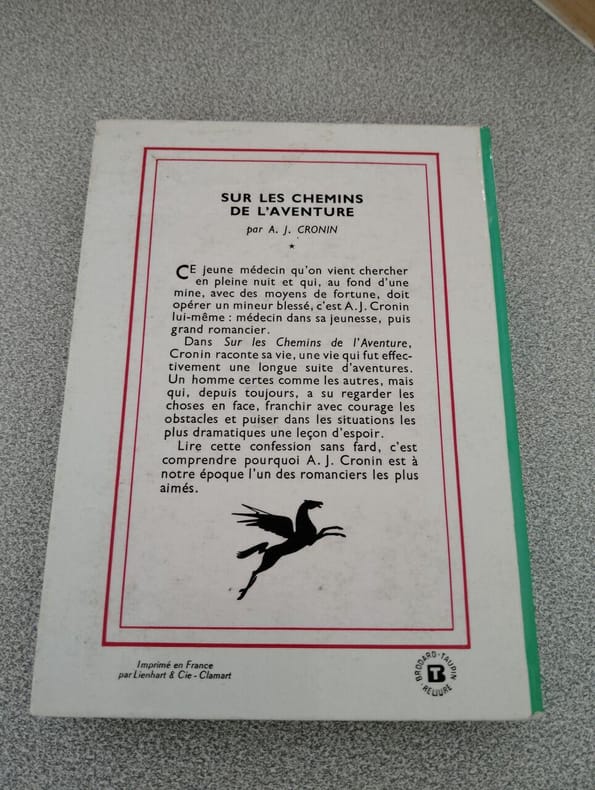 SUR LES CHEMINS
DE L'AVENTURE
par A. J. CRONIN
CE jeune médecin qu'on vient chercher
en pleine nuit et qui, au fond d'une
mine, avec des moyens de fortune, doit
opérer un mineur blessé, c'est A. J. Cronin
lui-même : médecin dans sa jeunesse, puis
grand romancier.
Dans Sur les Chemins de l'Aventure,
Cronin raconte sa vie, une vie qui fut effec-
tivement une longue suite d'aventures.
Un homme certes comme les autres, mais
qui, depuis toujours, a su regarder les
choses en face, franchir avec courage les
obstacles et puiser dans les situations les
plus dramatiques une leçon d'espoir.
Lire cette confession sans fard, c'est
comprendre pourquoi A. J. Cronin est à
notre époque l'un des romanciers les plus
aimés.
Imprimé en France
par Lienhart & Cie - Clamart
BRODARD - TAUPIN
RELIURE